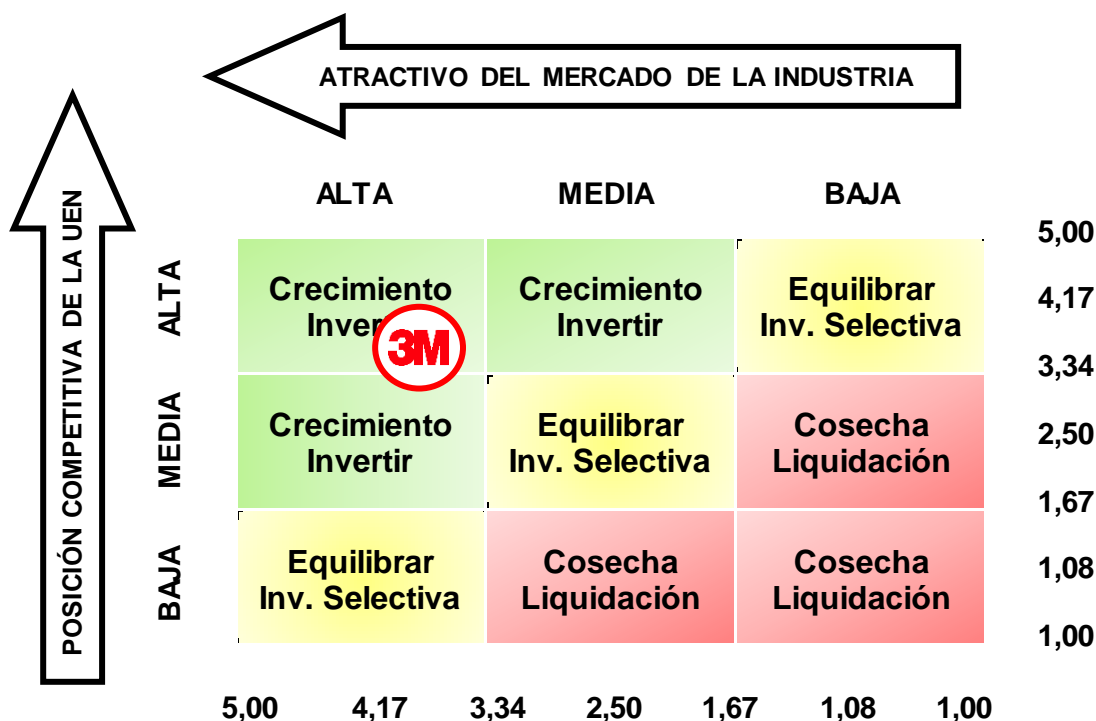 ATRACTIVO DEL MERCADO DE LA INDUSTRIA
POSICIÓN COMPETITIVA DE LA UEN
ALTA MEDIA BAJA
ALTA
Crecimiento
Crecimiento
Invertir
Equilibrar
Inv. Selectiva
3M
MEDIA
Crecimiento
Invertir
Equilibrar
Inv. Selectiva
Cosecha
Liquidación
BAJA
Equilibrar
Inv. Selectiva
Cosecha
Liquidación
Cosecha
Liquidación
5,00
4,17
3,34
2,50
1,67
1,08
1,00
5,00 4,17 3,34 2,50 1,67 1,08 1,00